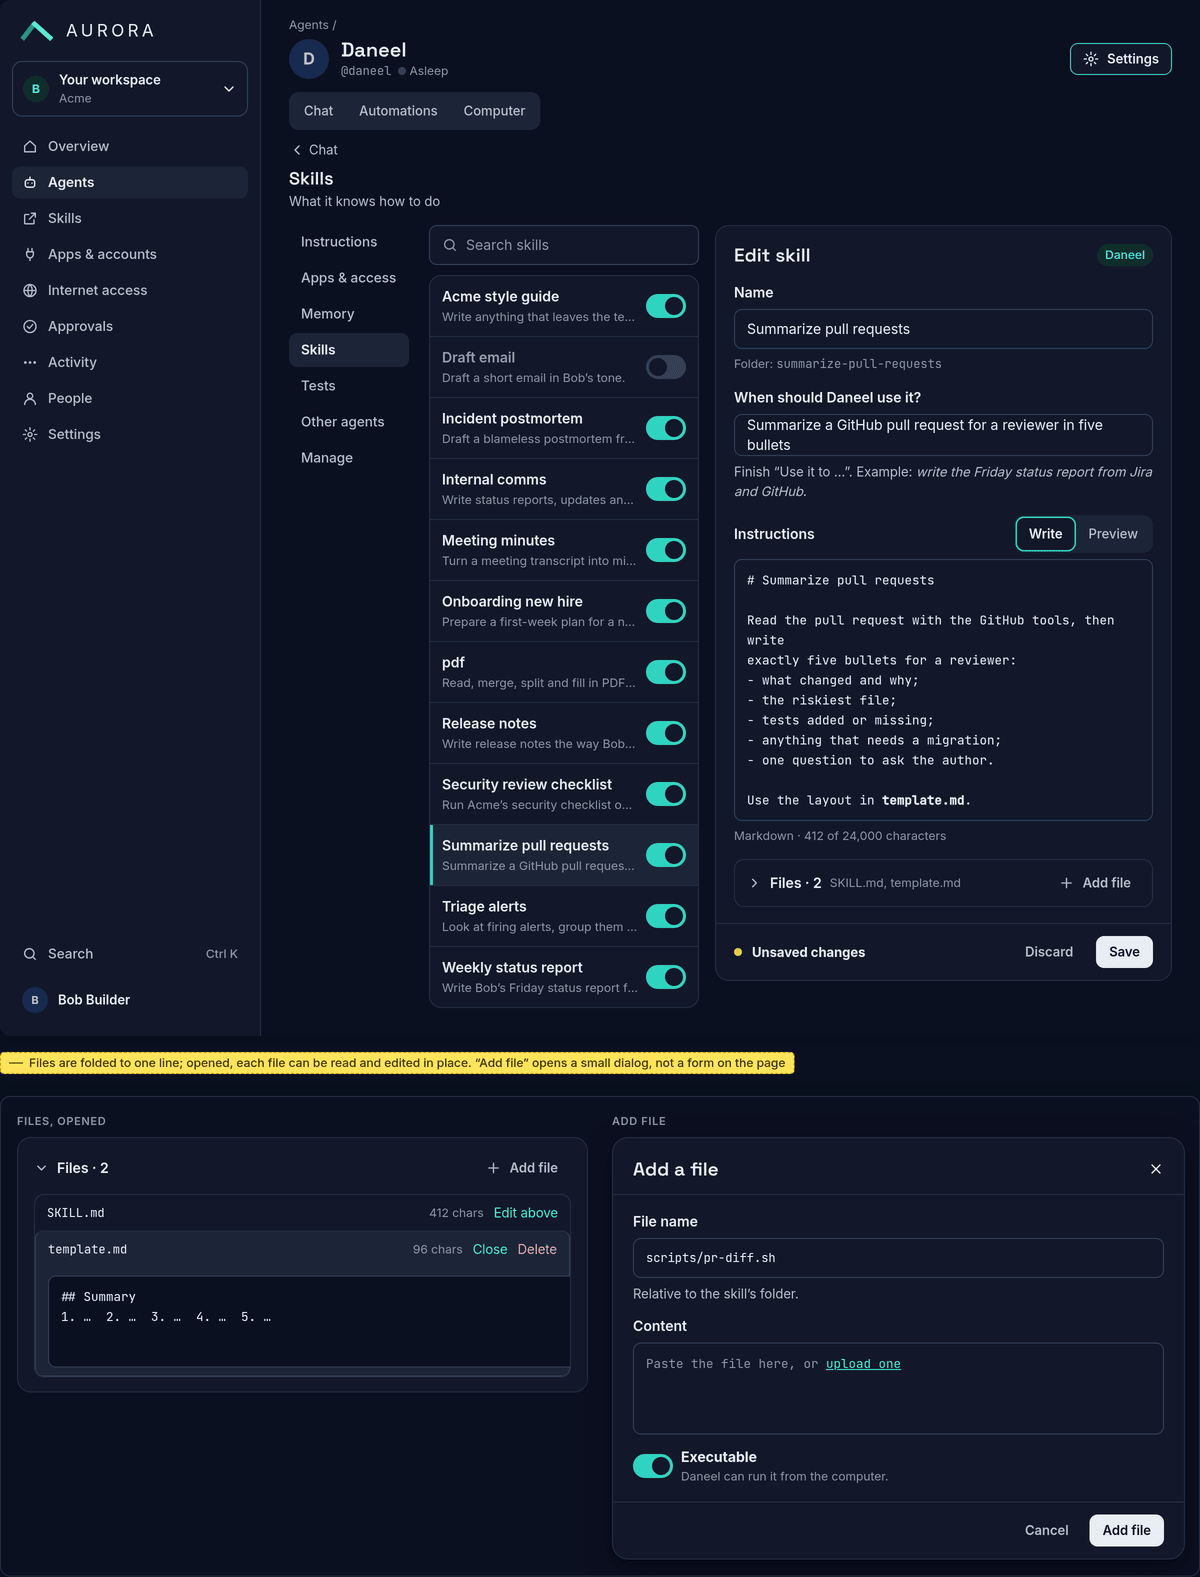 AURORA
B
Your workspace
Acme
Overview
Agents
Skills
Apps & accounts
Internet access
Approvals
Activity
People
Settings
Search
Ctrl K
B
Bob Builder
Agents /
D
Daneel
@daneel
Asleep
Settings
Chat
Automations
Computer
Chat
Skills
What it knows how to do
Instructions
Apps & access
Memory
Skills
Tests
Other agents
Manage
Search skills
Acme style guide
Write anything that leaves the te...
Draft email
Draft a short email in Bob’s tone.
Incident postmortem
Draft a blameless postmortem fr...
Internal comms
Write status reports, updates an...
Meeting minutes
Turn a meeting transcript into mi...
Onboarding new hire
Prepare a first-week plan for a n...
pdf
Read, merge, split and fill in PDF...
Release notes
Write release notes the way Bob...
Security review checklist
Run Acme’s security checklist o...
Summarize pull requests
Summarize a GitHub pull reques...
Triage alerts
Look at firing alerts, group them ...
Weekly status report
Write Bob’s Friday status report f...
Edit skill
Daneel
Name
Summarize pull requests
Folder: summarize-pull-requests
When should Daneel use it?
Summarize a GitHub pull request for a reviewer in five
bullets
Finish “Use it to ...”. Example: write the Friday status report from Jira
and GitHub.
Instructions
Write
Preview
# Summarize pull requests
Read the pull request with the GitHub tools, then
write
exactly five bullets for a reviewer:
- what changed and why;
- the riskiest file;
- tests added or missing;
- anything that needs a migration;
- one question to ask the author.
Use the layout in template.md.
Markdown · 412 of 24,000 characters
Files · 2
SKILL.md, template.md
Add file
Unsaved changes
Discard
Save
— Files are folded to one line; opened, each file can be read and edited in place. “Add file” opens a small dialog, not a form on the page
FILES, OPENED
Files · 2
Add file
SKILL.md
412 chars
Edit above
template.md
96 chars
Close
Delete
## Summary
1. … 2. … 3. … 4. … 5. …
ADD FILE
Add a file
File name
scripts/pr-diff.sh
Relative to the skill’s folder.
Content
Paste the file here, or upload one
Executable
Daneel can run it from the computer.
Cancel
Add file